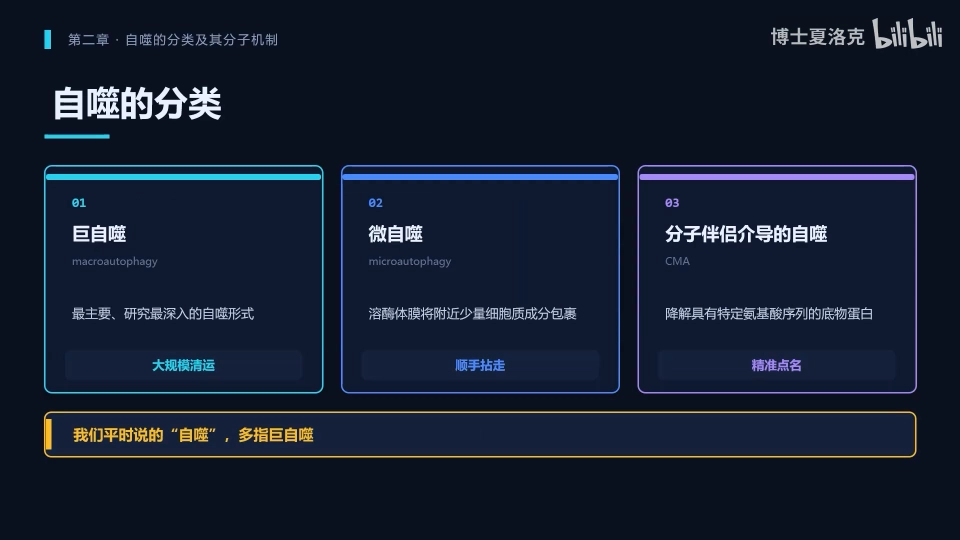 第二章 · 自噬的分类及其分子机制
博士夏洛克 bilibili
自噬的分类
01
巨自噬
macroautophagy
最主要、研究最深入的自噬形式
大规模清运
02
微自噬
microautophagy
溶酶体膜将附近少量细胞质成分包裹
顺手拈走
03
分子伴侣介导的自噬
CMA
降解具有特定氨基酸序列的底物蛋白
精准点名
我们平时说的“自噬”，多指巨自噬